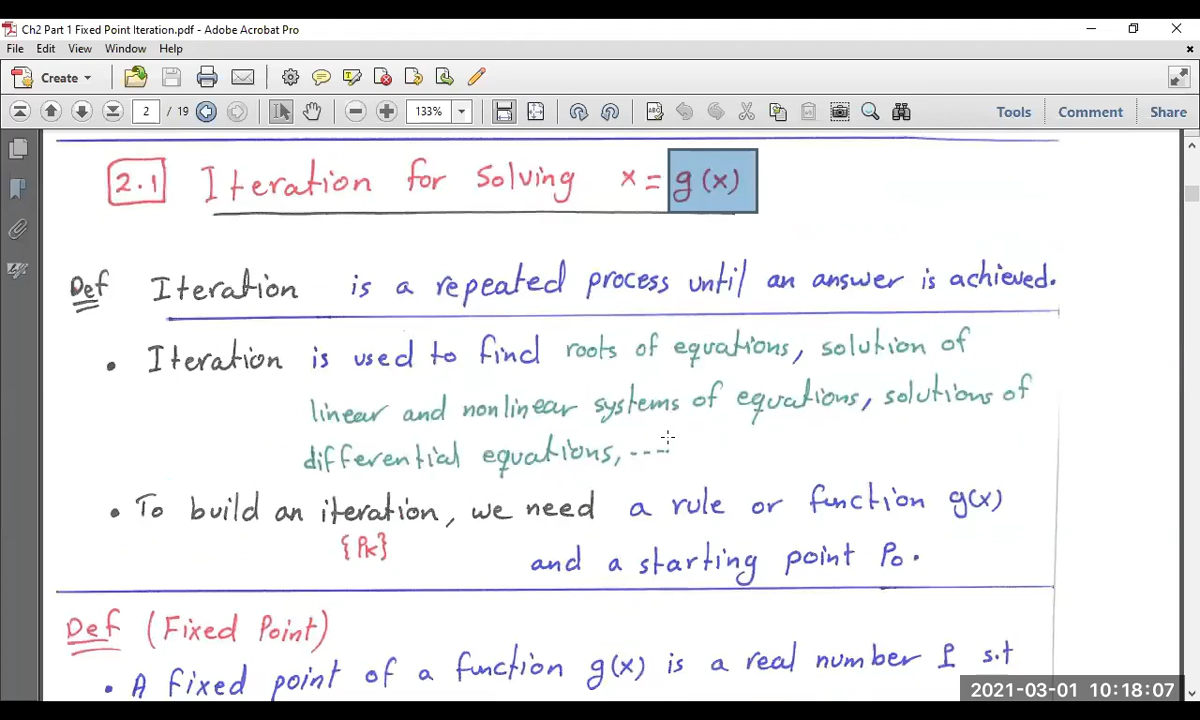 Ch2 Part 1 Fixed Point Iteration.pdf - Adobe Acrobat Pro
File Edit View Window Help
Create
2 / 19 133% Tools Comment Share
2.1 Iteration for solving x = g(x)
Def Iteration is a repeated process until an answer is achieved.
• Iteration is used to find roots of equations, solution of
linear and nonlinear systems of equations, solutions of
differential equations, ----
• To build an iteration, we need a rule or function g(x)
{Pk} and a starting point P0.
Def (Fixed Point)
• A fixed point of a function g(x) is a real number P s.t
2021-03-01 10:18:07